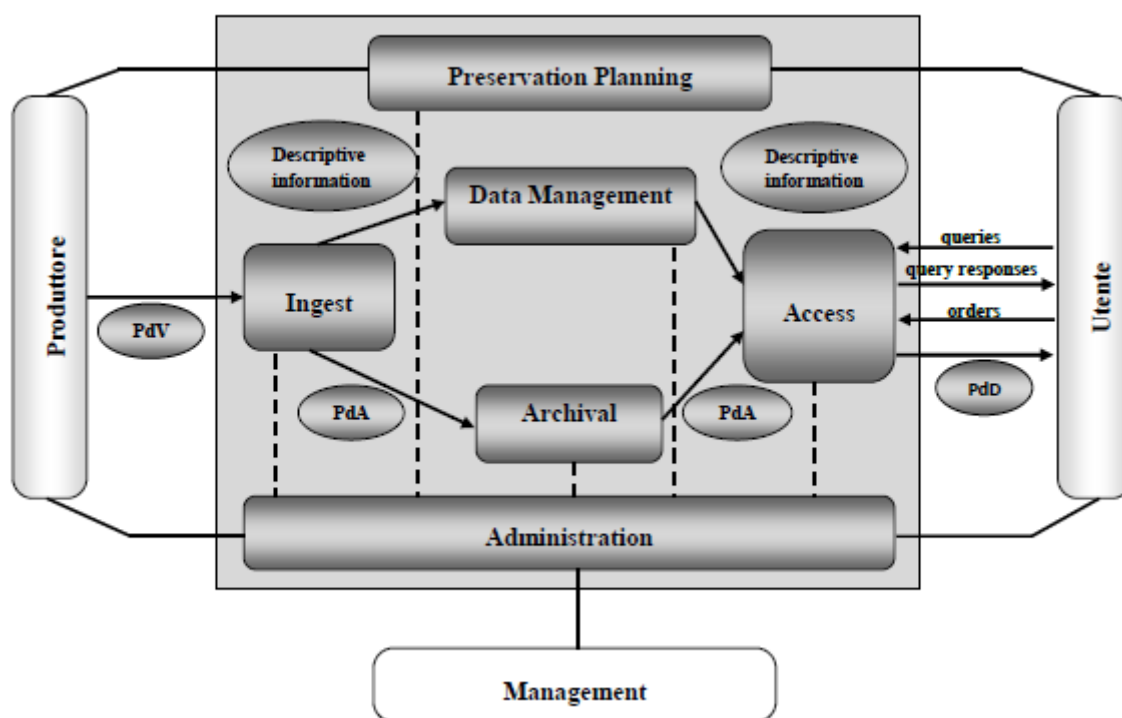 Preservation Planning
Descriptive
information
Descriptive
information
Data Management
Produttore
PdV
Ingest
Access
queries
query responses
orders
Utente
PdA
Archival
PdA
PdD
Administration
Management